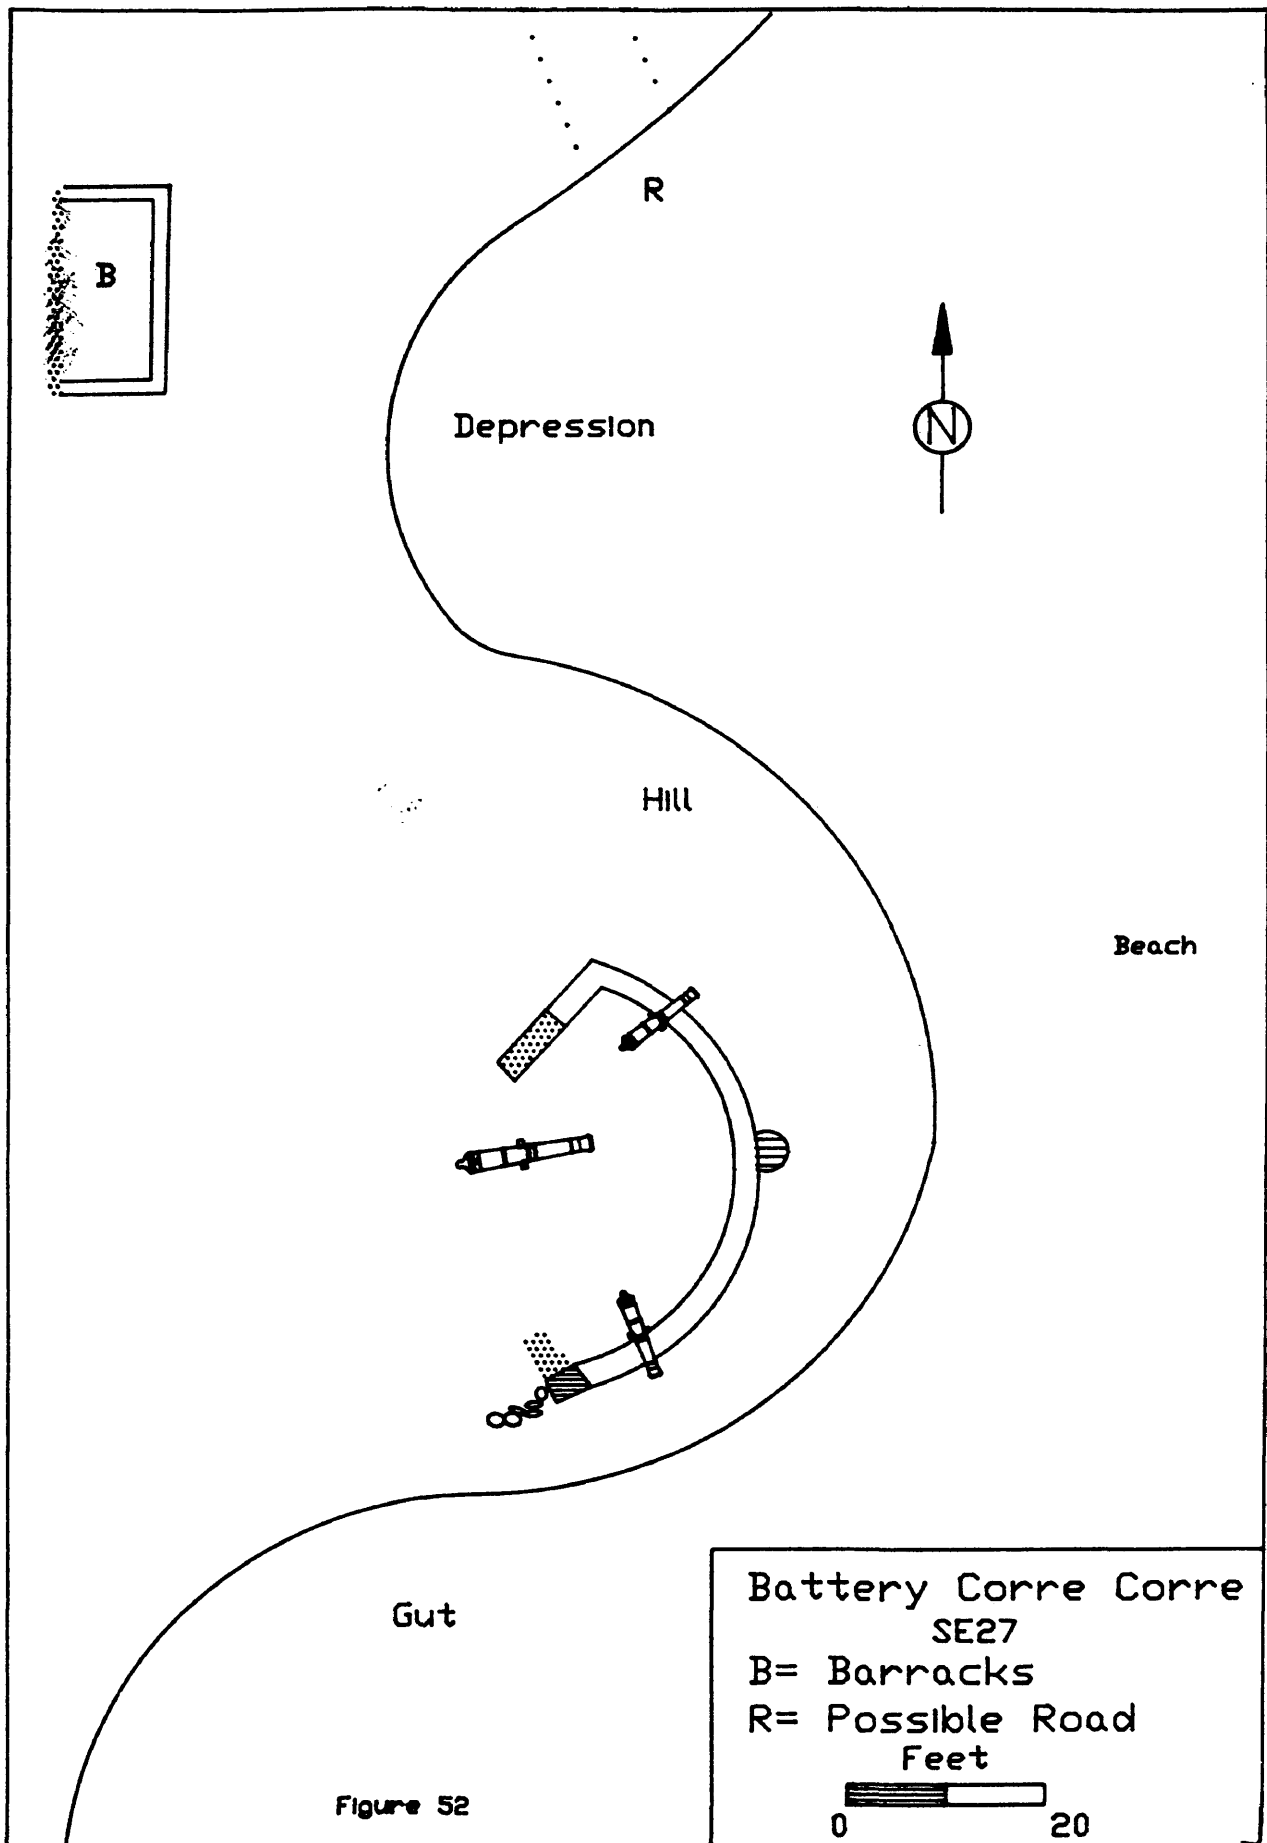 R
B
Depression
N
Hill
Beach
Gut
Battery Corre Corre
SE27
B= Barracks
R= Possible Road
Feet
0 20
Figure 52